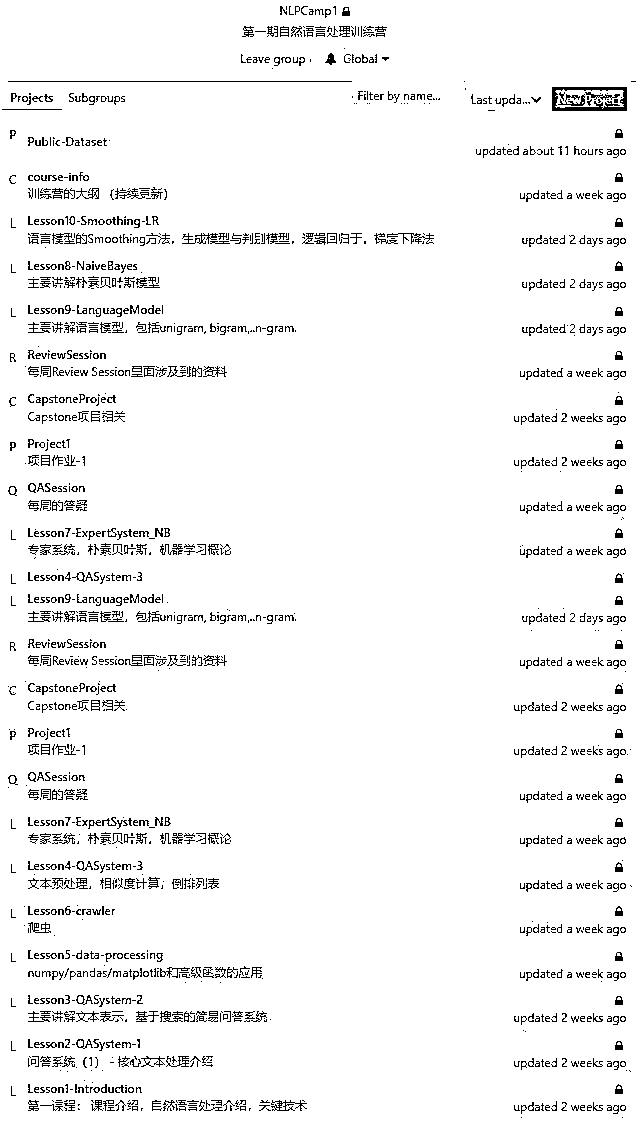 NLPCamp1
第一期自然语言处理训练营
Leave group
Global
Projects Subgroups Filter by name... Last upda... New Project
P
Public-Dataset
updated about 11 hours ago
C course-info
训练营的大纲 (持续更新) updated a week ago
L Lesson10-Smoothing-LR
语言模型的Smoothing方法，生成模型与判别模型，逻辑回归于，梯度下降法 updated 2 days ago
L Lesson8-NaiveBayes
主要讲解朴素贝叶斯模型 updated 2 days ago
L Lesson9-LanguageModel
主要讲解语言模型，包括unigram, bigram,..n-gram. updated 2 days ago
R ReviewSession
每周Review Session里面涉及到的资料 updated a week ago
C CapstoneProject
Capstone项目相关 updated 2 weeks ago
P Project1
项目作业-1 updated 2 weeks ago
Q QASession
每周的答疑 updated a week ago
L Lesson7-ExpertSystem_NB
专家系统，朴素贝叶斯，机器学习概论 updated a week ago
L Lesson4-QASystem-3
L Lesson9-LanguageModel
主要讲解语言模型，包括unigram, bigram,..n-gram. updated 2 days ago
R ReviewSession
每周Review Session里面涉及到的资料 updated a week ago
C CapstoneProject
Capstone项目相关 updated 2 weeks ago
P Project1
项目作业-1 updated 2 weeks ago
Q QASession
每周的答疑 updated a week ago
L Lesson7-ExpertSystem_NB
专家系统，朴素贝叶斯，机器学习概论 updated a week ago
L Lesson4-QASystem-3
文本预处理，相似度计算，倒排列表 updated a week ago
L Lesson6-crawler
爬虫 updated a week ago
L Lesson5-data-processing
numpy/pandas/matplotlib和高级函数的应用 updated a week ago
L Lesson3-QASystem-2
主要讲解文本表示，基于搜索的简易问答系统 updated 2 weeks ago
L Lesson2-QASystem-1
问答系统（1） - 核心文本处理介绍 updated 2 weeks ago
L Lesson1-Introduction
第一课程： 课程介绍，自然语言处理介绍，关键技术 updated 2 weeks ago